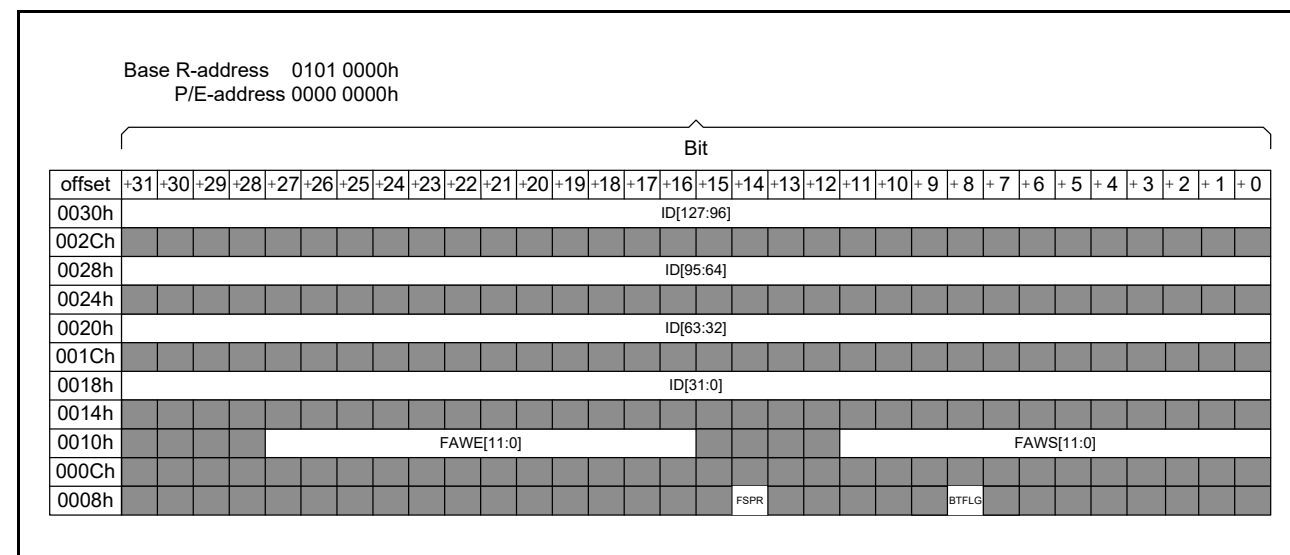 Base R-address 0101 0000h
P/E-address 0000 0000h
Bit
offset +31 +30 +29 +28 +27 +26 +25 +24 +23 +22 +21 +20 +19 +18 +17 +16 +15 +14 +13 +12 +11 +10 + 9 + 8 + 7 + 6 + 5 + 4 + 3 + 2 + 1 + 0
0030h ID[127:96]
002Ch
0028h ID[95:64]
0024h
0020h ID[63:32]
001Ch
0018h ID[31:0]
0014h
0010h FAWE[11:0] FAWS[11:0]
000Ch
0008h FSPR BTFLG